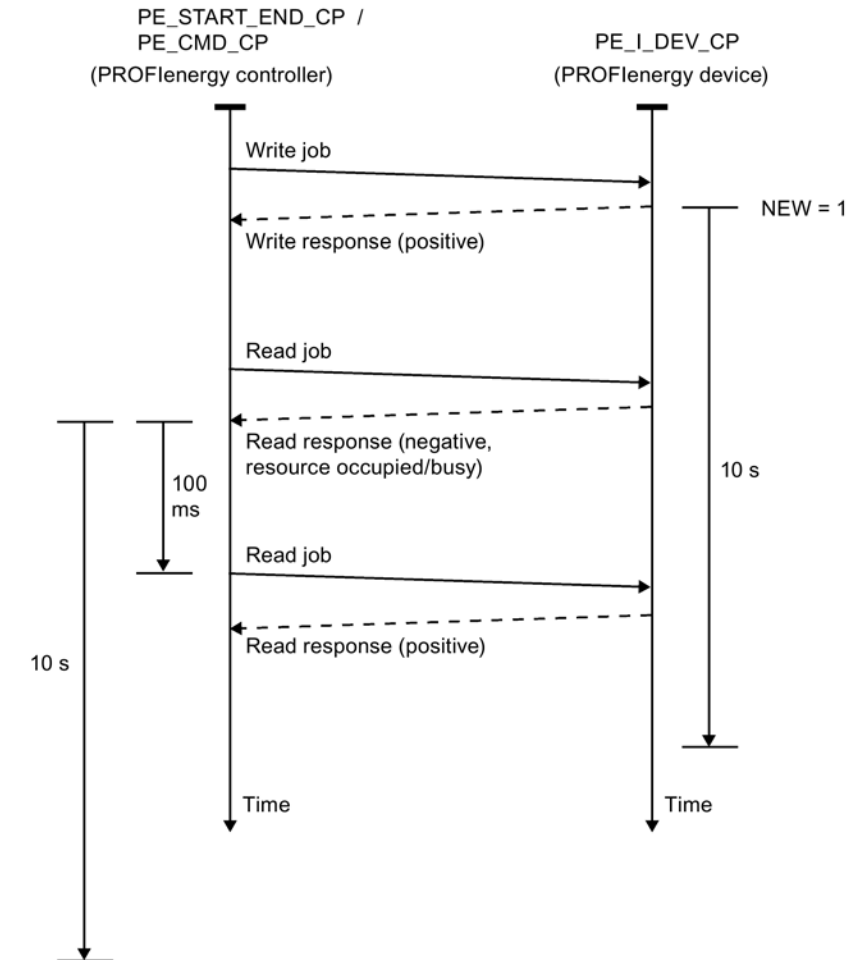 PE_START_END_CP /
PE_CMD_CP
(PROFIenergy controller)
PE_I_DEV_CP
(PROFIenergy device)
Write job
NEW = 1
Write response (positive)
Read job
Read response (negative,
resource occupied/busy)
10 s
100
ms
Read job
Read response (positive)
10 s
Time
Time